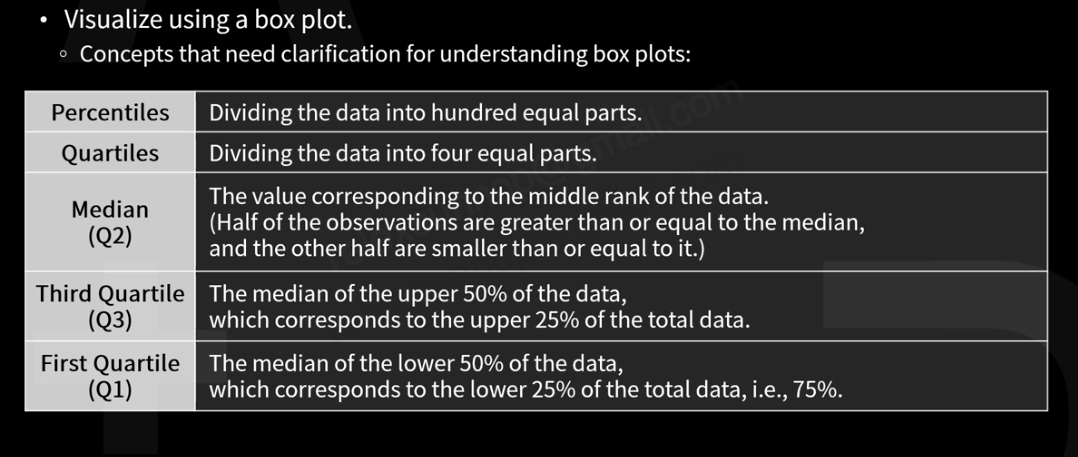 • Visualize using a box plot.
◦ Concepts that need clarification for understanding box plots:
Percentiles Dividing the data into hundred equal parts.
Quartiles Dividing the data into four equal parts.
Median
(Q2)
The value corresponding to the middle rank of the data.
(Half of the observations are greater than or equal to the median,
and the other half are smaller than or equal to it.)
Third Quartile
(Q3)
The median of the upper 50% of the data,
which corresponds to the upper 25% of the total data.
First Quartile
(Q1)
The median of the lower 50% of the data,
which corresponds to the lower 25% of the total data, i.e., 75%.